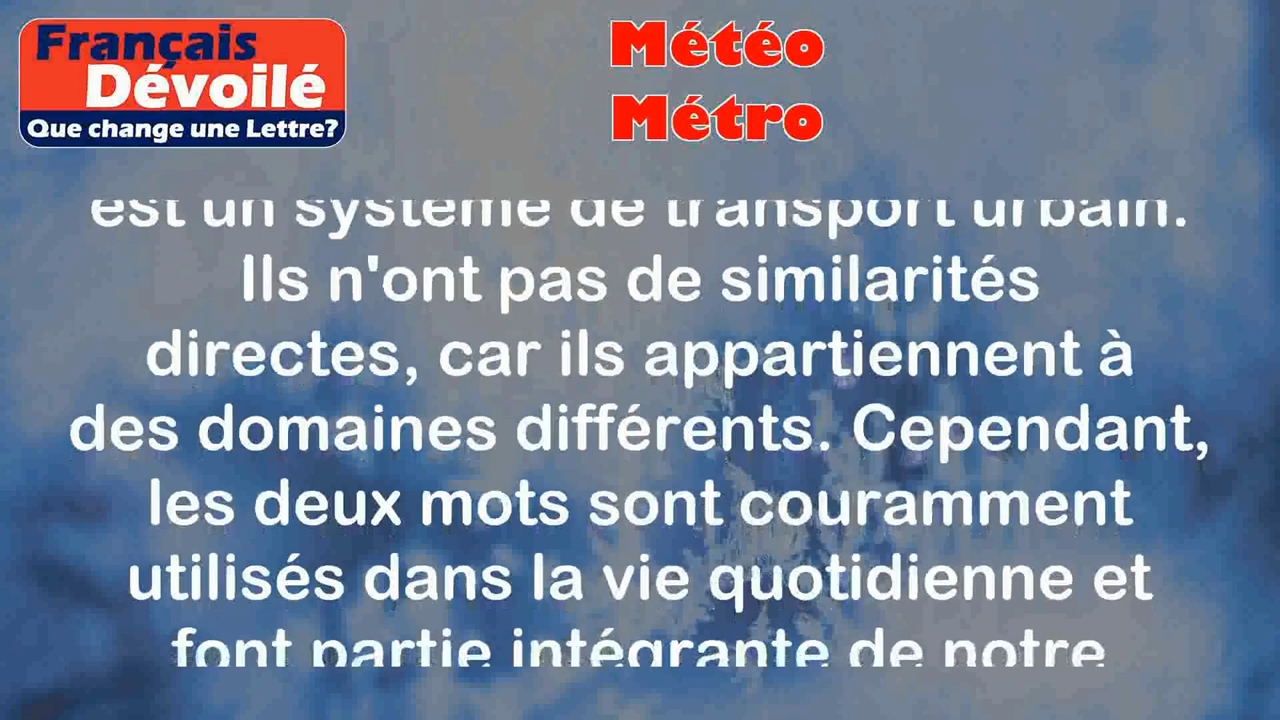 Français
Dévoilé
Que change une Lettre?
Météo
Métro
est un système de transport urbain.
Ils n'ont pas de similarités
directes, car ils appartiennent à
des domaines différents. Cependant,
les deux mots sont couramment
utilisés dans la vie quotidienne et
font partie intégrante de notre